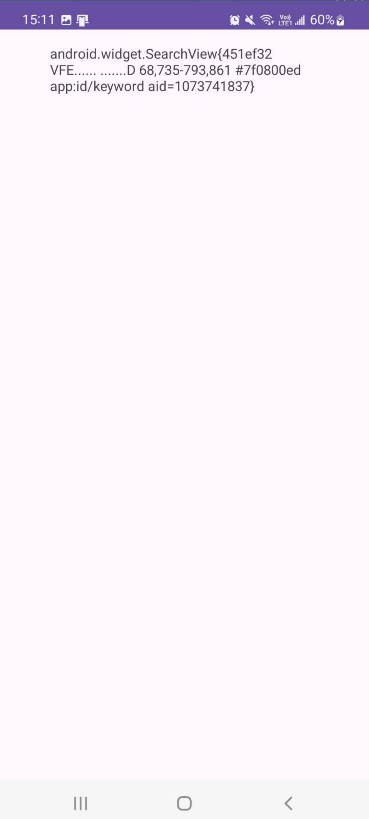 15:11 60%
android.widget.SearchView{451ef32
VFE...... .......D 68,735-793,861 #7f0800ed
app:id/keyword aid=1073741837}